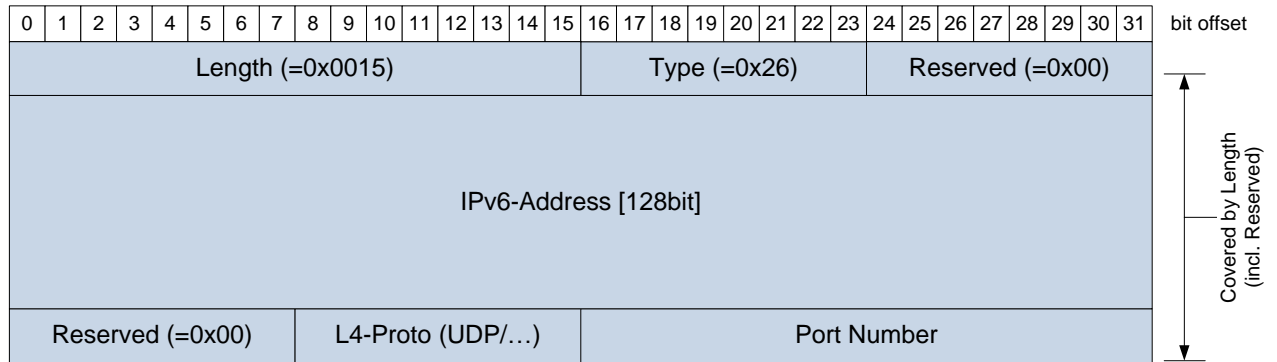 0 1 2 3 4 5 6 7 8 9 10 11 12 13 14 15 16 17 18 19 20 21 22 23 24 25 26 27 28 29 30 31 bit offset
Length (=0x0015) Type (=0x26) Reserved (=0x00)
IPv6-Address [128bit]
Covered by Length
(incl. Reserved)
Reserved (=0x00) L4-Proto (UDP/…) Port Number